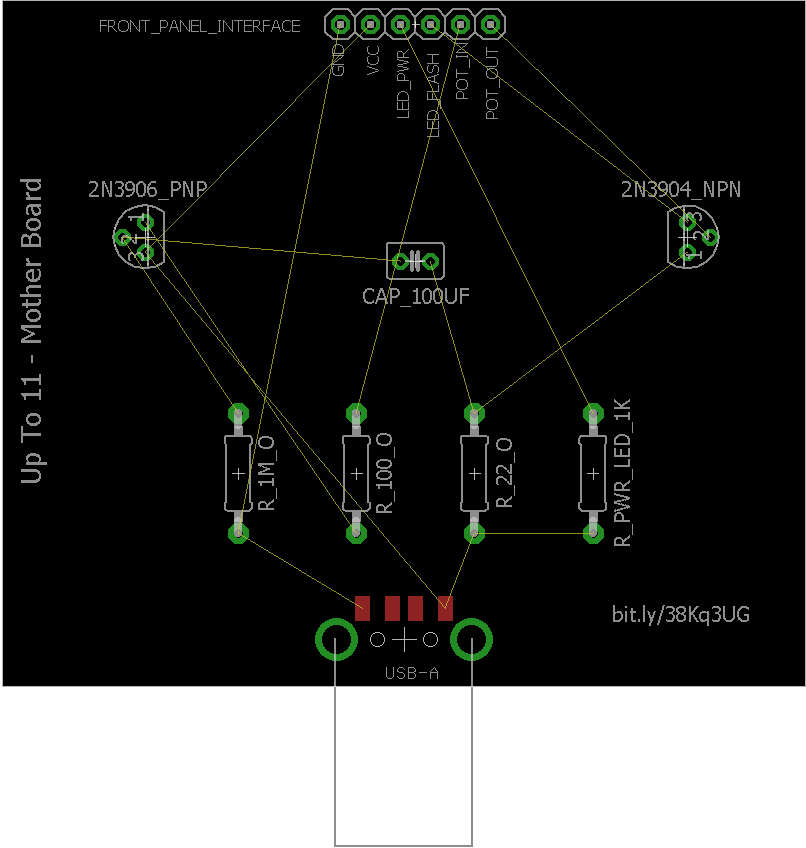 FRONT_PANEL_INTERFACE
GND
VCC
LED_PWR
LED_FLASH
POT_IN
POT_OUT
2N3906_PNP
1
2
3
2N3904_NPN
3
2
1
Up To 11 - Mother Board
CAP_100UF
R_1M_O
R_100_O
R_22_O
R_PWR_LED_1K
bit.ly/38Kq3UG
USB-A